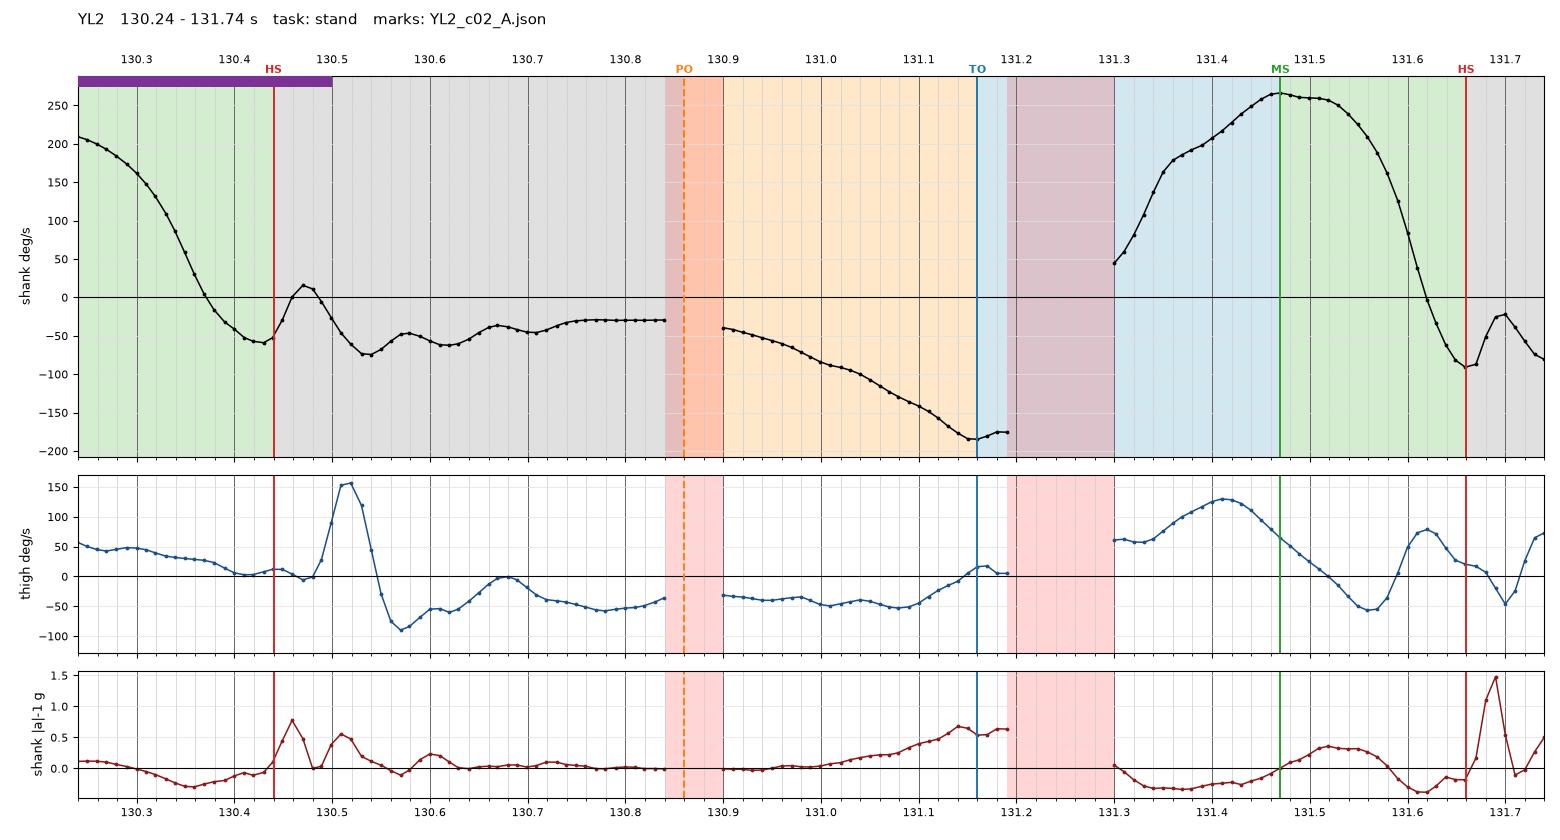 YL2   130.24 - 131.74 s   task: stand   marks: YL2_c02_A.json
130.3 130.4 130.5 130.6 130.7 130.8 130.9 131.0 131.1 131.2 131.3 131.4 131.5 131.6 131.7
HS PO TO MS HS
250
200
150
100
50
0
−50
−100
−150
−200
shank deg/s
150
100
50
0
−50
−100
thigh deg/s
1.5
1.0
0.5
0.0
shank |a|-1 g
130.3 130.4 130.5 130.6 130.7 130.8 130.9 131.0 131.1 131.2 131.3 131.4 131.5 131.6 131.7